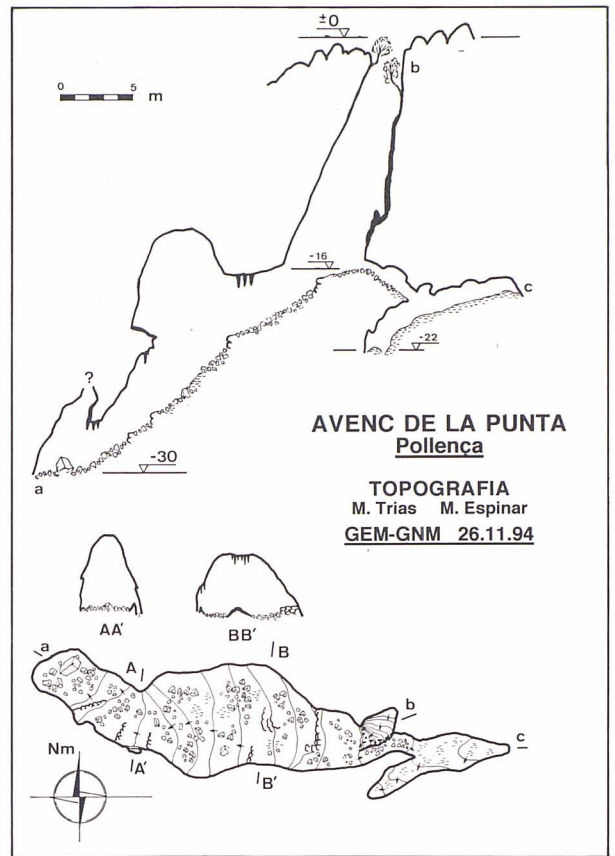 ±0
b
0 5 m
-16
c
-22
?
-30
a
AVENC DE LA PUNTA
Pollença
TOPOGRAFIA
M. Trias M. Espinar
GEM-GNM 26.11.94
AA'
BB'
B
a
A
b
c
Nm
A'
B'